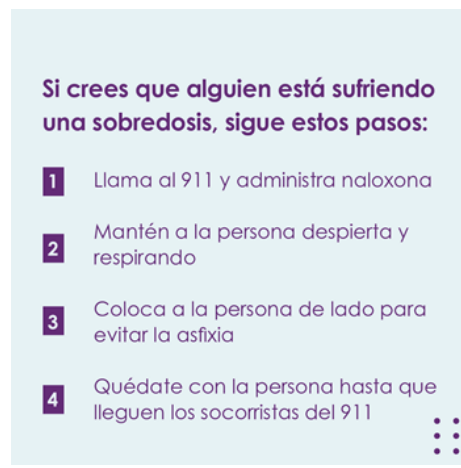 Si crees que alguien está sufriendo
una sobredosis, sigue estos pasos:
1 Llama al 911 y administra naloxona
2 Mantén a la persona despierta y
respirando
3 Coloca a la persona de lado para
evitar la asfixia
4 Quédate con la persona hasta que
lleguen los socorristas del 911